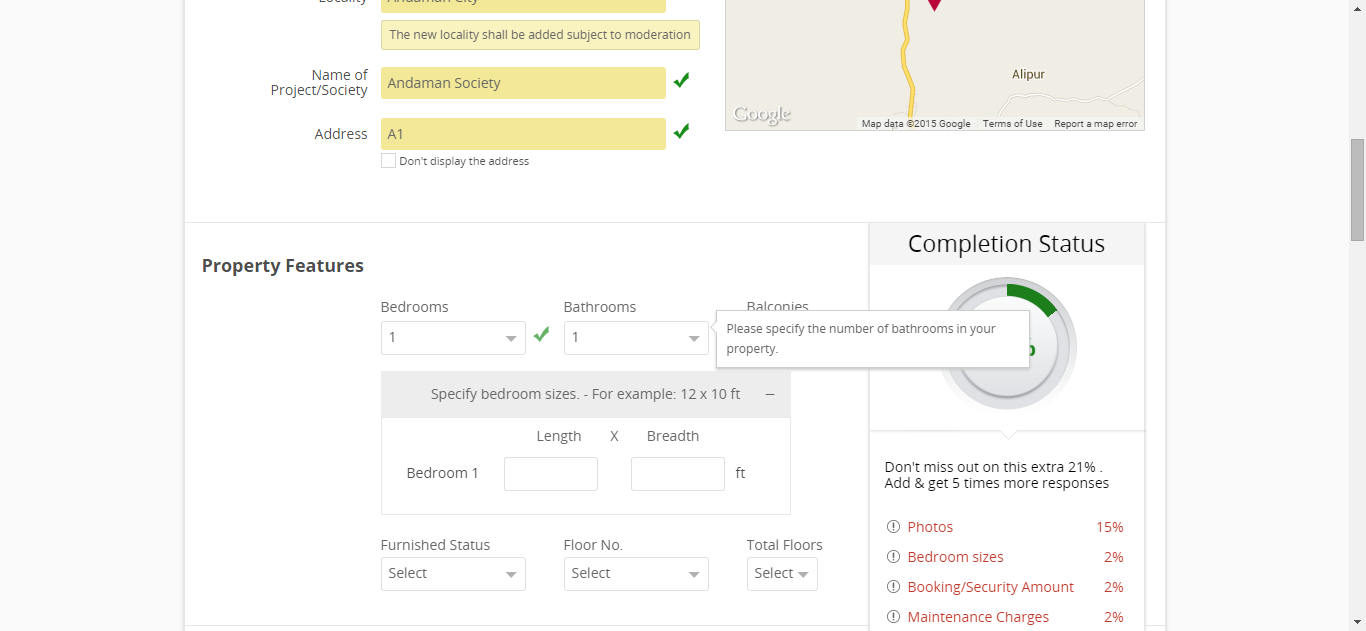 Locality
Andaman City
The new locality shall be added subject to moderation
Name of
Project/Society
Andaman Society
Address
A1
Don't display the address
Alipur
Google
Map data ©2015 Google
Terms of Use
Report a map error
Property Features
Bedrooms
Bathrooms
Balconies
1
1
Please specify the number of bathrooms in your
property.
Specify bedroom sizes. - For example: 12 x 10 ft
–
Length X Breadth
Bedroom 1
ft
Furnished Status
Floor No.
Total Floors
Select
Select
Select
Completion Status
Don't miss out on this extra 21% .
Add & get 5 times more responses
Photos 15%
Bedroom sizes 2%
Booking/Security Amount 2%
Maintenance Charges 2%